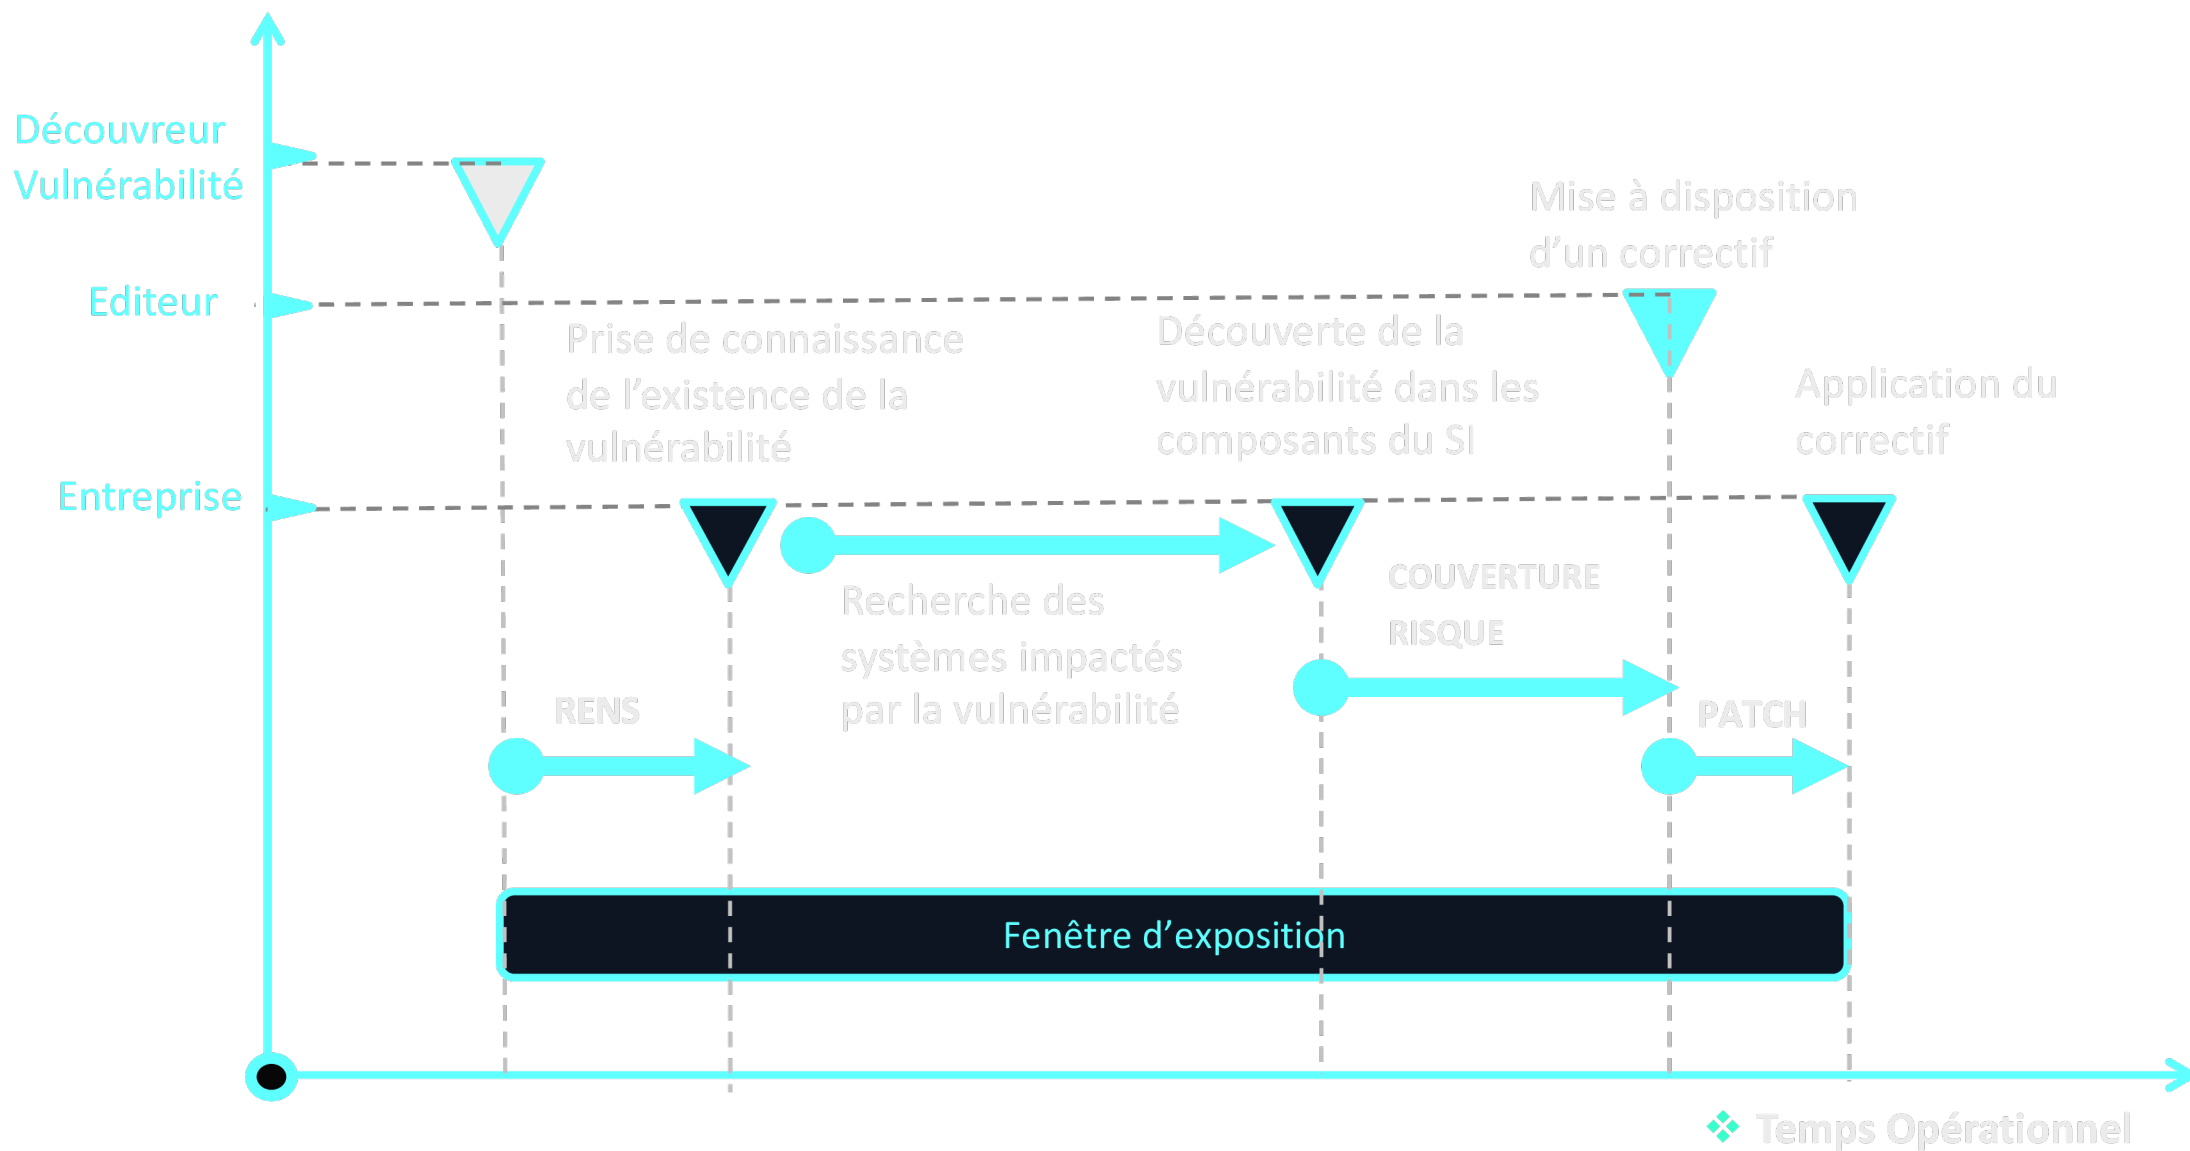 Découvreur
Vulnérabilité
Mise à disposition
d’un correctif
Editeur
Prise de connaissance
de l’existence de la
vulnérabilité
Découverte de la
vulnérabilité dans les
composants du SI
Application du
correctif
Entreprise
Recherche des
systèmes impactés
par la vulnérabilité
COUVERTURE
RISQUE
RENS
PATCH
Fenêtre d’exposition
Temps Opérationnel